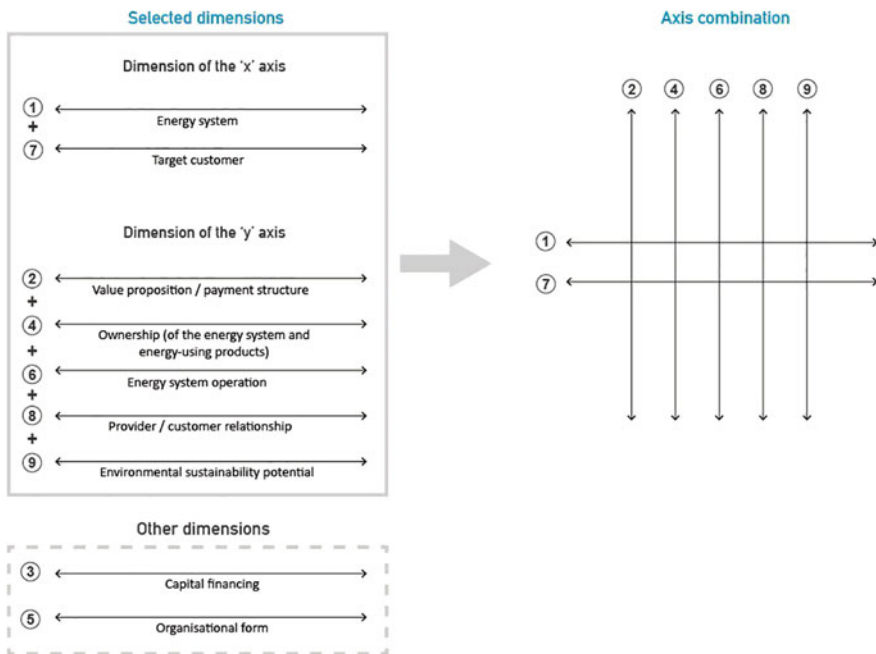 Selected dimensions
Dimension of the ‘x’ axis
1
Energy system
+
7
Target customer
Dimension of the ‘y’ axis
2
Value proposition / payment structure
+
4
Ownership (of the energy system and
energy-using products)
+
6
Energy system operation
+
8
Provider / customer relationship
+
9
Environmental sustainability potential
Other dimensions
3
Capital financing
5
Organisational form
Axis combination
2 4 6 8 9
1
7